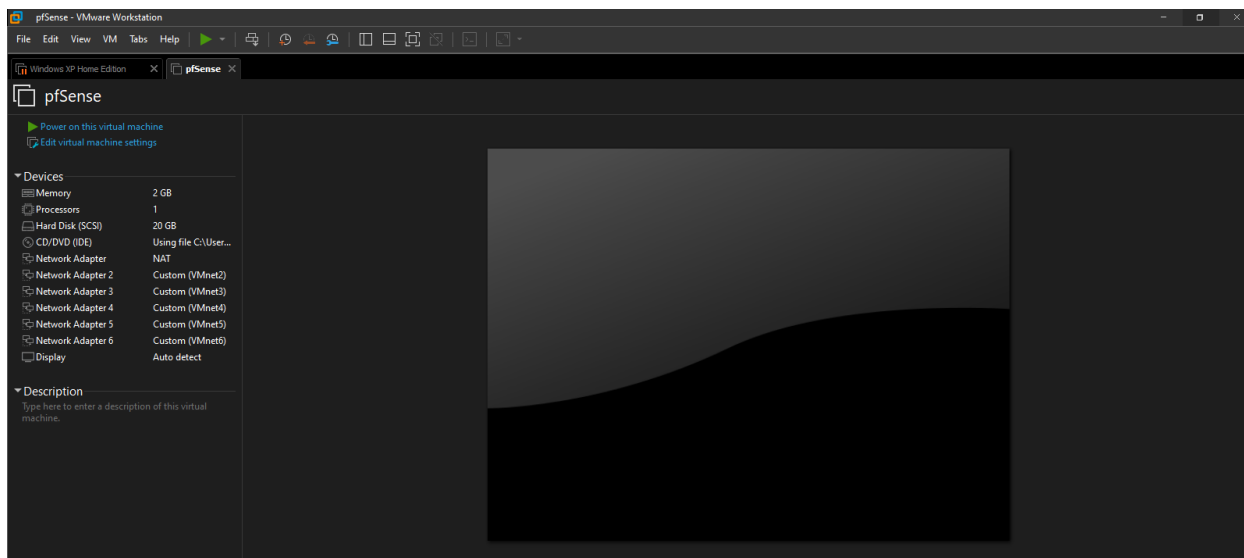 pfSense - VMware Workstation
File Edit View VM Tabs Help
Windows XP Home Edition
pfSense
pfSense
Power on this virtual machine
Edit virtual machine settings
Devices
Memory 2 GB
Processors 1
Hard Disk (SCSI) 20 GB
CD/DVD (IDE) Using file C:\User...
Network Adapter NAT
Network Adapter 2 Custom (VMnet2)
Network Adapter 3 Custom (VMnet3)
Network Adapter 4 Custom (VMnet4)
Network Adapter 5 Custom (VMnet5)
Network Adapter 6 Custom (VMnet6)
Display Auto detect
Description
Type here to enter a description of this virtual
machine.